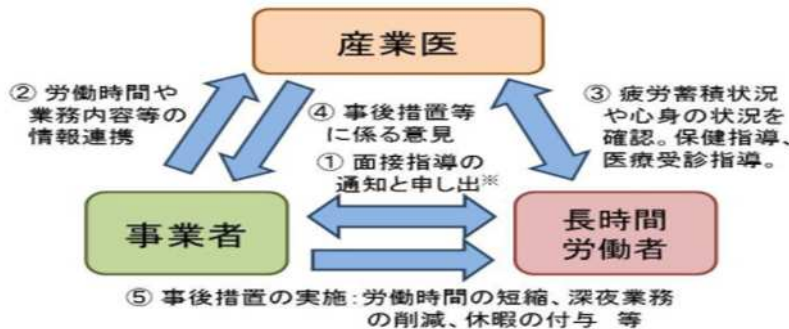 産業医
② 労働時間や
業務内容等の
情報連携
④ 事後措置等
に係る意見
③ 疲労蓄積状況
や心身の状況を
確認。保健指導、
医療受診指導。
① 面接指導の
通知と申し出※
事業者
長時間
労働者
⑤ 事後措置の実施：労働時間の短縮、深夜業務
の削減、休暇の付与 等